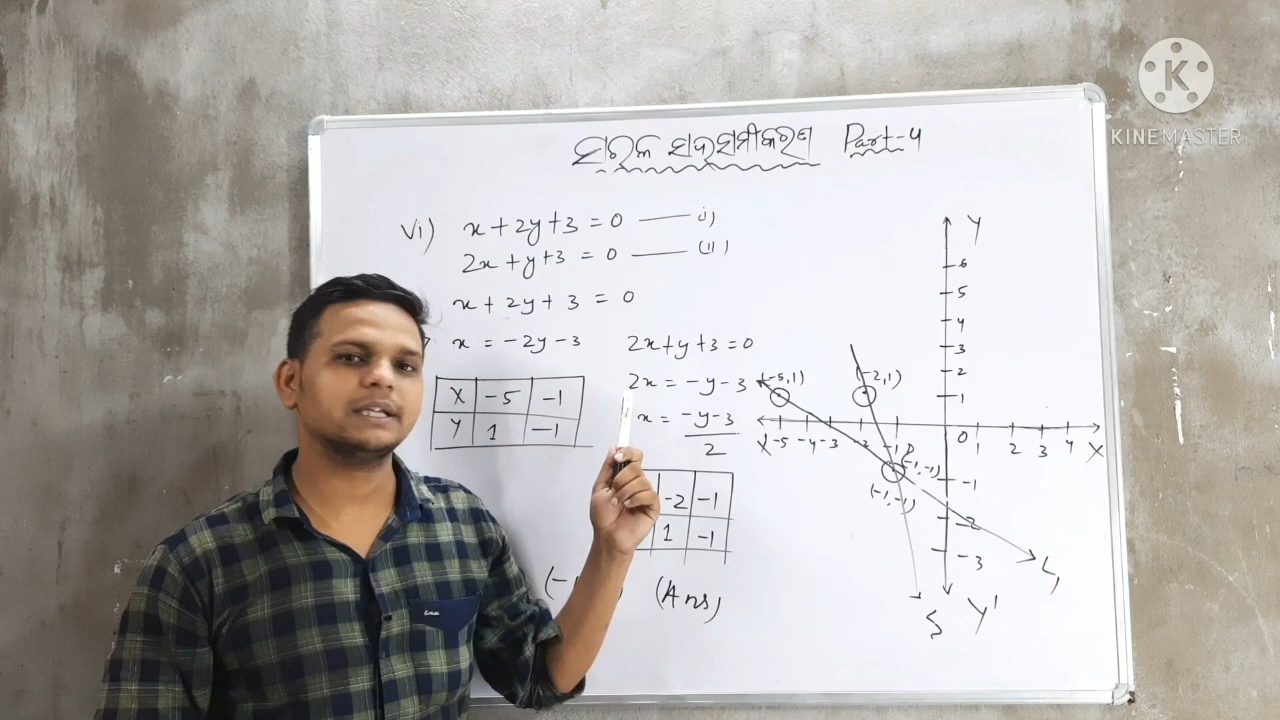 ସରଳ ସହସମୀକରଣ Part-4
vi) x + 2y + 3 = 0 —— i)
2x + y + 3 = 0 —— (ii)
x + 2y + 3 = 0
x = -2y - 3
X -5 -1
Y 1 -1
2x + y + 3 = 0
2x = -y - 3
x = -y-3
2
-2 -1
1 -1
(Ans)
Y
6
5
4
3
2
1
(-5,1) (-2,1)
-5 -4 -3 -2 -1 0 1 2 3 4 X
P (-1,-1)
(-1,-1)
-1
-2
-3
L₁
Y'
KINEMASTER